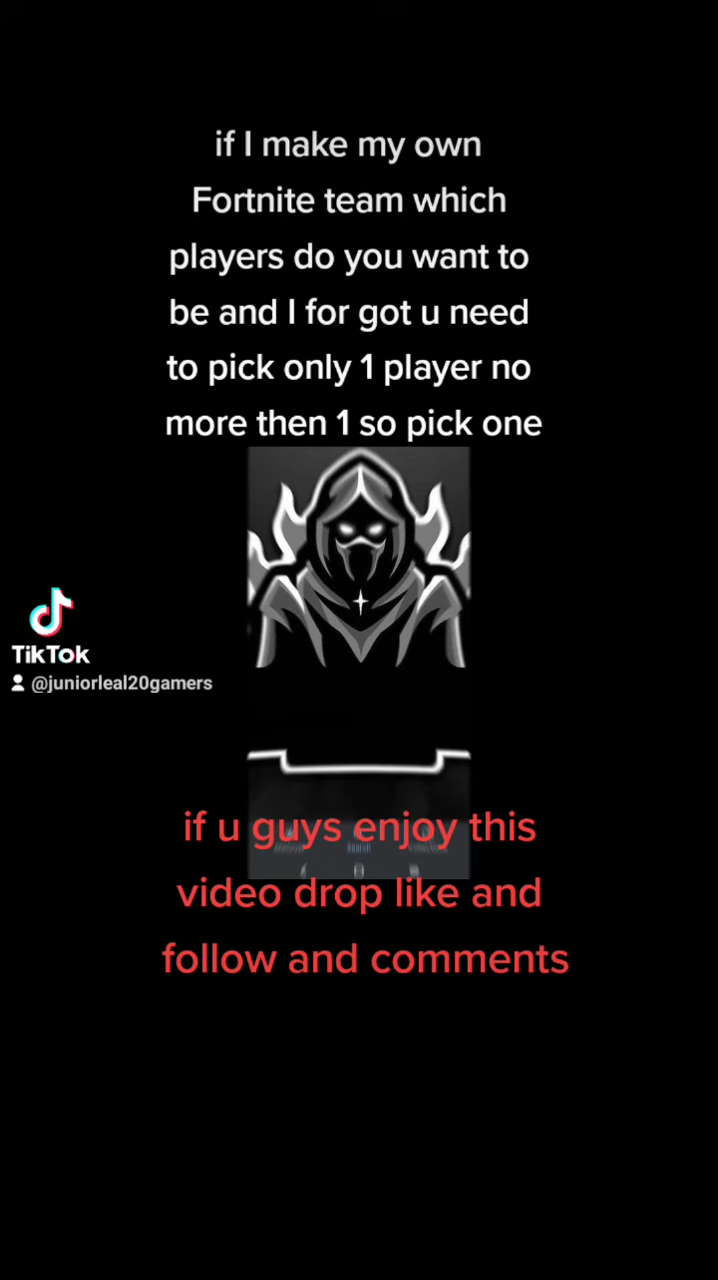 if I make my own
Fortnite team which
players do you want to
be and I for got u need
to pick only 1 player no
more then 1 so pick one
TikTok
@juniorleal20gamers
if u guys enjoy this
video drop like and
follow and comments